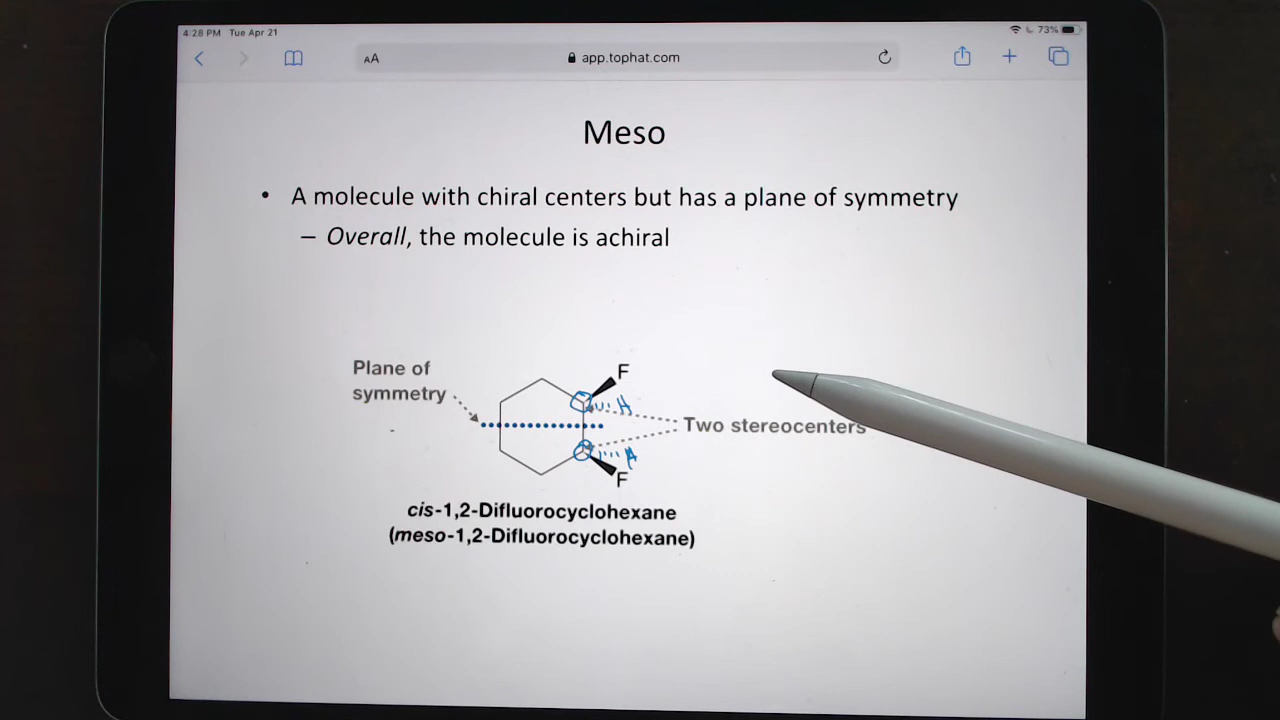 4:28 PM Tue Apr 21
73%
AA
app.tophat.com
Meso
• A molecule with chiral centers but has a plane of symmetry
– Overall, the molecule is achiral
Plane of
symmetry
F
H
Two stereocenters
H
F
cis-1,2-Difluorocyclohexane
(meso-1,2-Difluorocyclohexane)